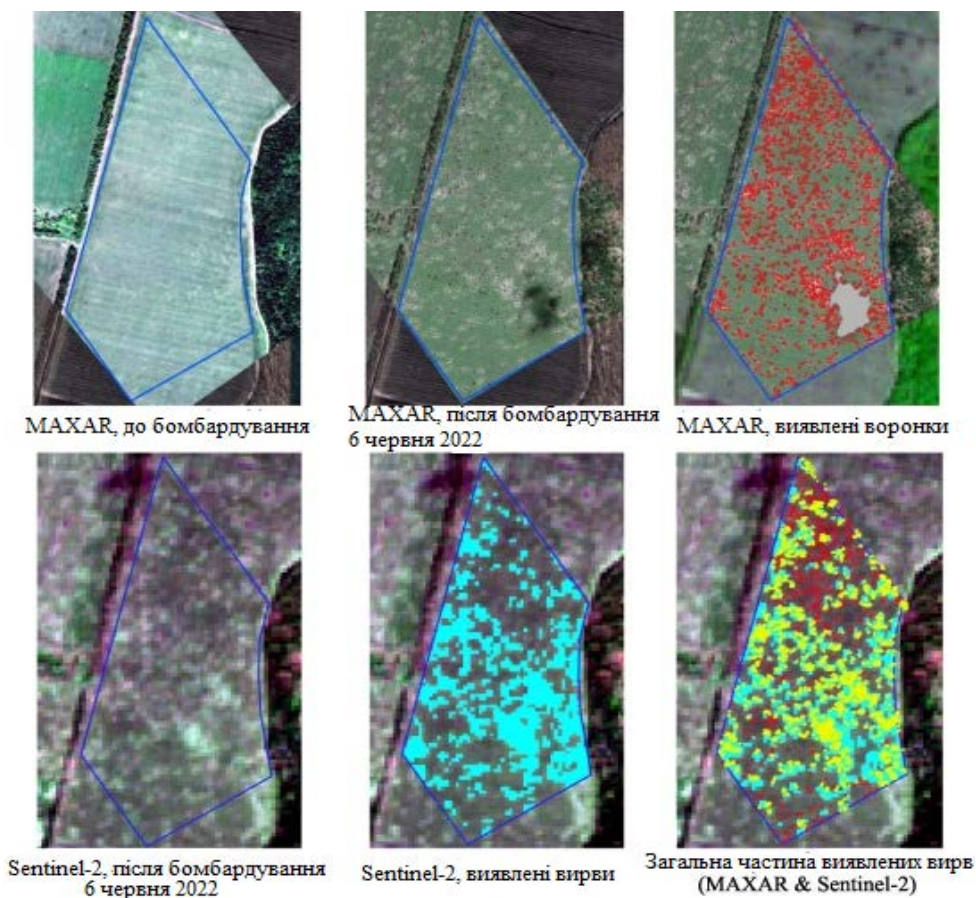 MAXAR, до бомбардування
MAXAR, після бомбардування
6 червня 2022
MAXAR, виявлені воронки
Sentinel-2, після бомбардування
6 червня 2022
Sentinel-2, виявлені вирви
Загальна частина виявлених вирв
(MAXAR & Sentinel-2)